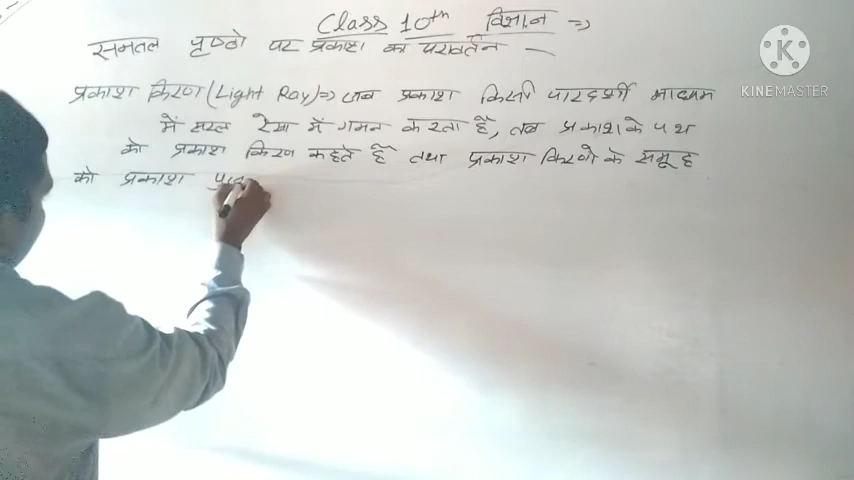 Class 10th विज्ञान =>
समतल पृष्ठो पर प्रकाश का परावर्तन —
प्रकाश किरण (Light Ray) => जब प्रकाश किसी पारदर्शी माध्यम
में सरल रेखा में गमन करता है, तब प्रकाश के पथ
को प्रकाश किरण कहते हैं तथा प्रकाश किरणो के समूह
को प्रकाश
KINEMASTER